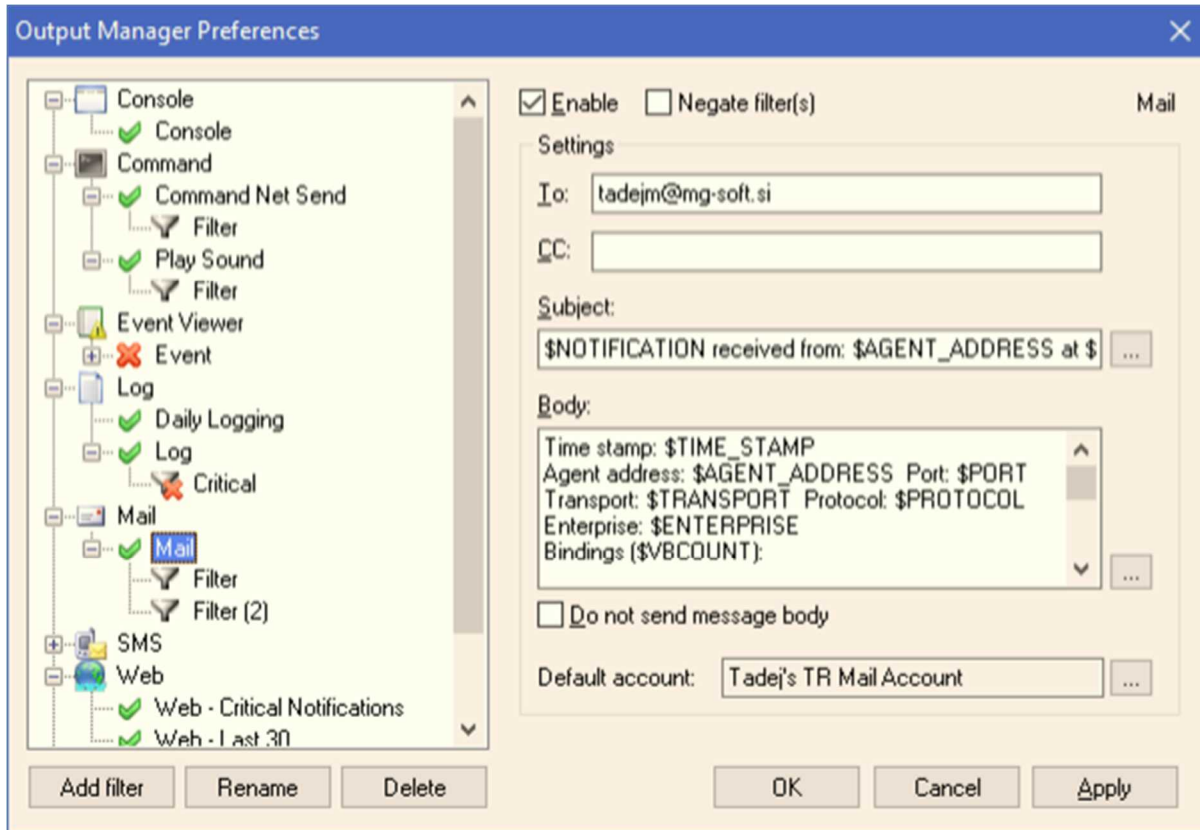 Output Manager Preferences
Console
Console
Command
Command Net Send
Filter
Play Sound
Filter
Event Viewer
Event
Log
Daily Logging
Log
Critical
Mail
Mail
Filter
Filter (2)
SMS
Web
Web - Critical Notifications
Web - Last 30
Add filter Rename Delete
Enable Negate filter(s) Mail
Settings
To: tadejm@mg-soft.si
CC:
Subject:
$NOTIFICATION received from: $AGENT_ADDRESS at $ ...
Body:
Time stamp: $TIME_STAMP
Agent address: $AGENT_ADDRESS Port: $PORT
Transport: $TRANSPORT Protocol: $PROTOCOL
Enterprise: $ENTERPRISE
Bindings ($VBCOUNT):
...
Do not send message body
Default account: Tadej's TR Mail Account ...
OK Cancel Apply